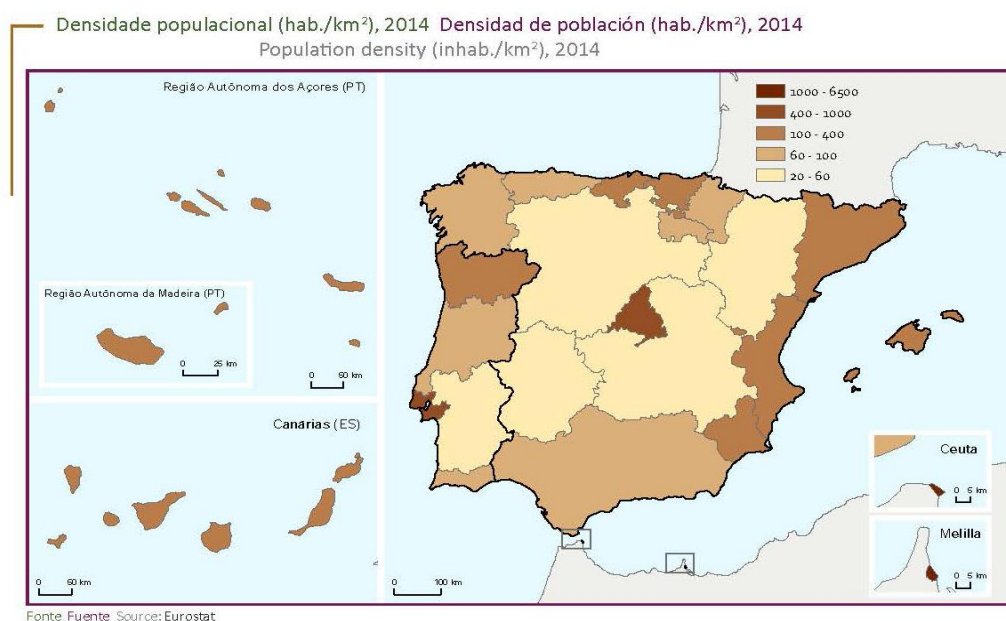 Densidade populacional (hab./km²), 2014 Densidad de población (hab./km²), 2014
Population density (inhab./km²), 2014
Região Autônoma dos Açores (PT)
1000 - 6500
400 - 1000
100 - 400
60 - 100
20 - 60
Região Autônoma da Madeira (PT)
0 25 km
0 50 km
Canárias (ES)
0 50 km
0 100 km
Ceuta
0 5 km
Melilla
0 5 km
Fonte Fuente Source: Eurostat